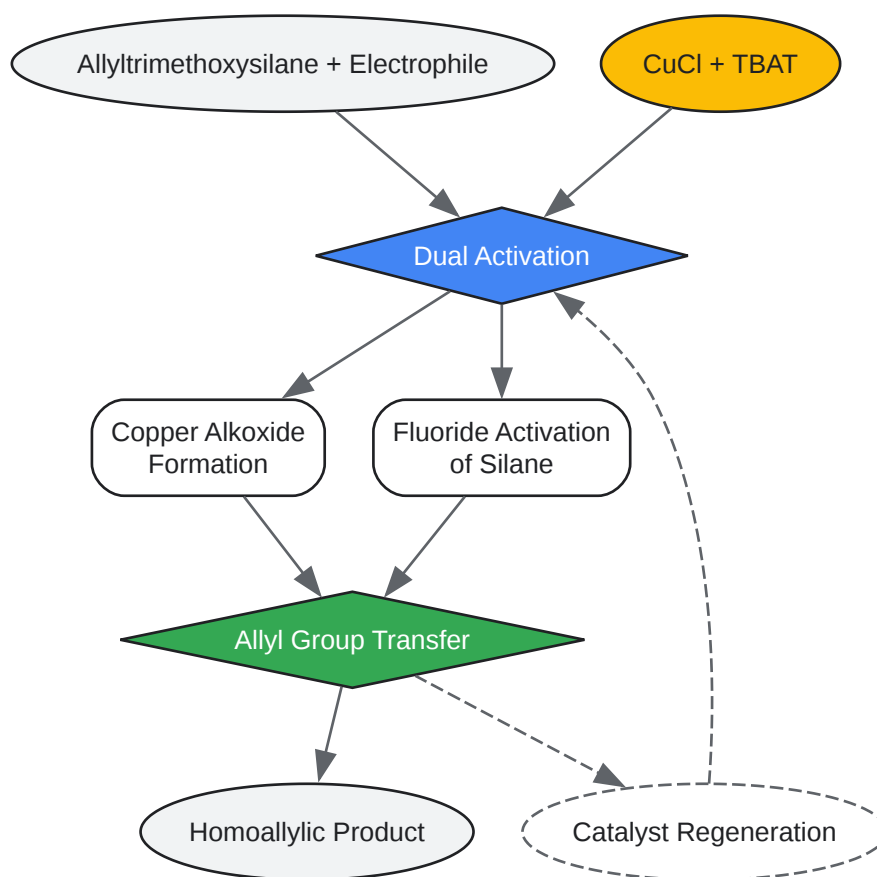 Allyltrimethoxysilane + Electrophile
CuCl + TBAT
Dual Activation
Copper Alkoxide
Formation
Fluoride Activation
of Silane
Allyl Group Transfer
Homoallylic Product
Catalyst Regeneration